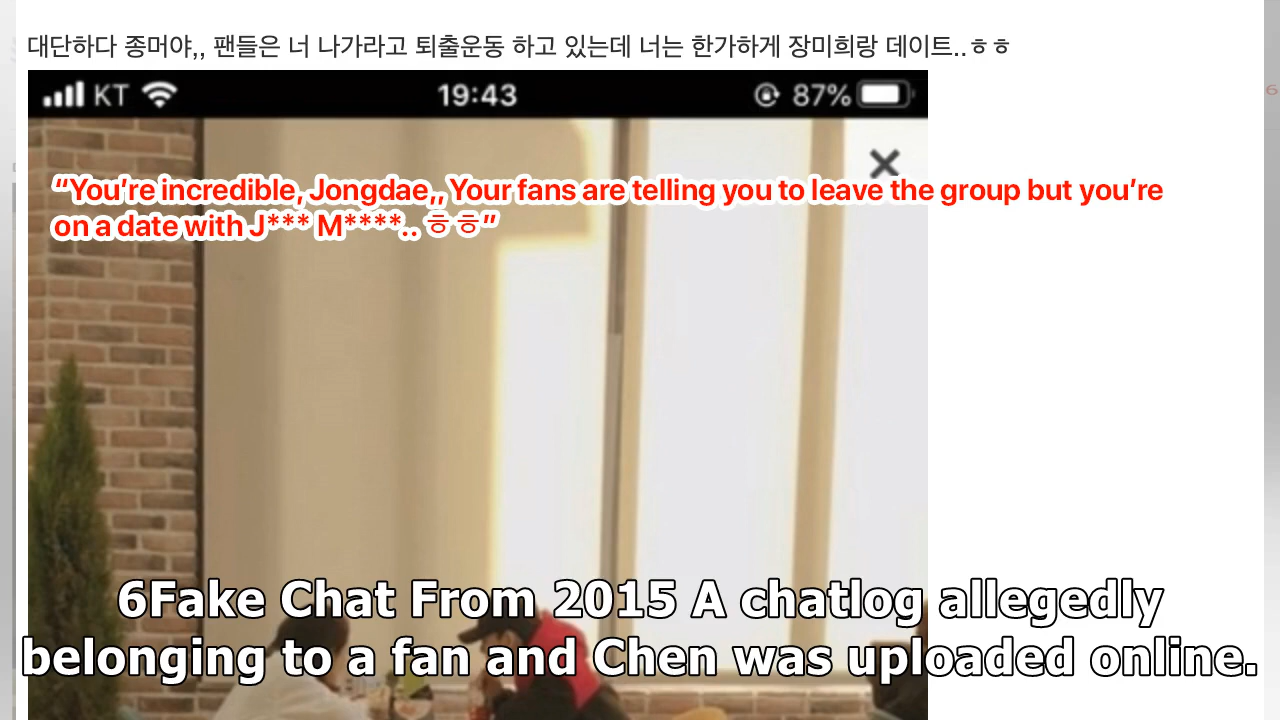 대단하다 종머야,, 팬들은 너 나가라고 퇴출운동 하고 있는데 너는 한가하게 장미희랑 데이트..ㅎㅎ
KT 19:43 87%
“You’re incredible, Jongdae,, Your fans are telling you to leave the group but you’re
on a date with J*** M****.. ㅎㅎ”
6Fake Chat From 2015 A chatlog allegedly
belonging to a fan and Chen was uploaded online.